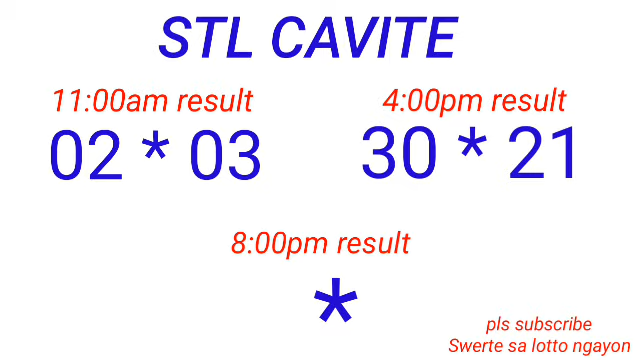 STL CAVITE
11:00am result
02 * 03
4:00pm result
30 * 21
8:00pm result
*
pls subscribe
Swerte sa lotto ngayon